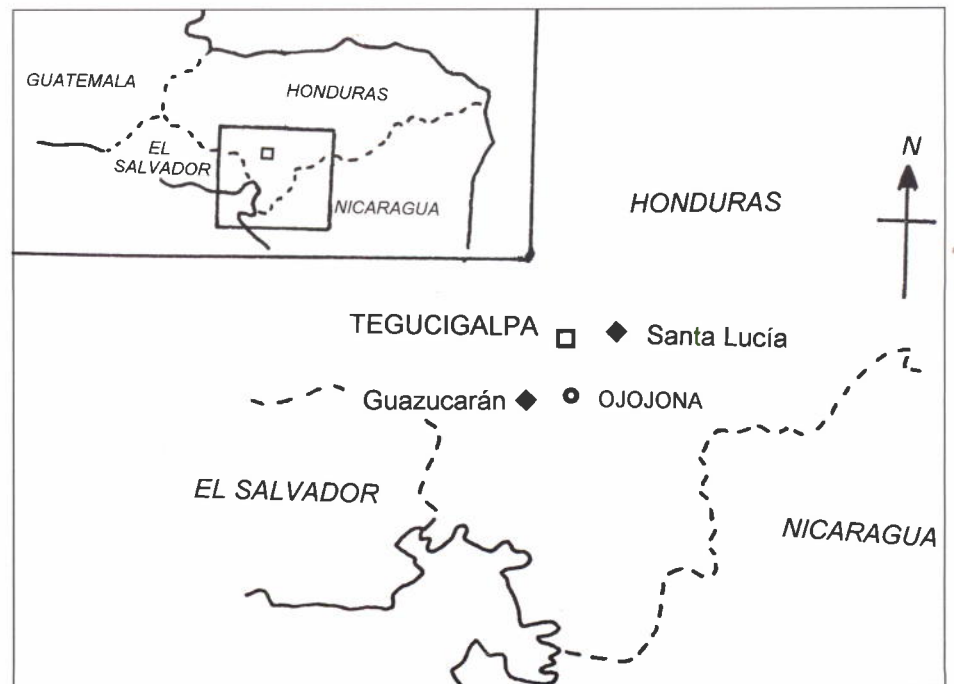 GUATEMALA
HONDURAS
EL
SALVADOR
NICARAGUA
N
HONDURAS
TEGUCIGALPA
Santa Lucía
Guazucarán
OJOJONA
EL SALVADOR
NICARAGUA